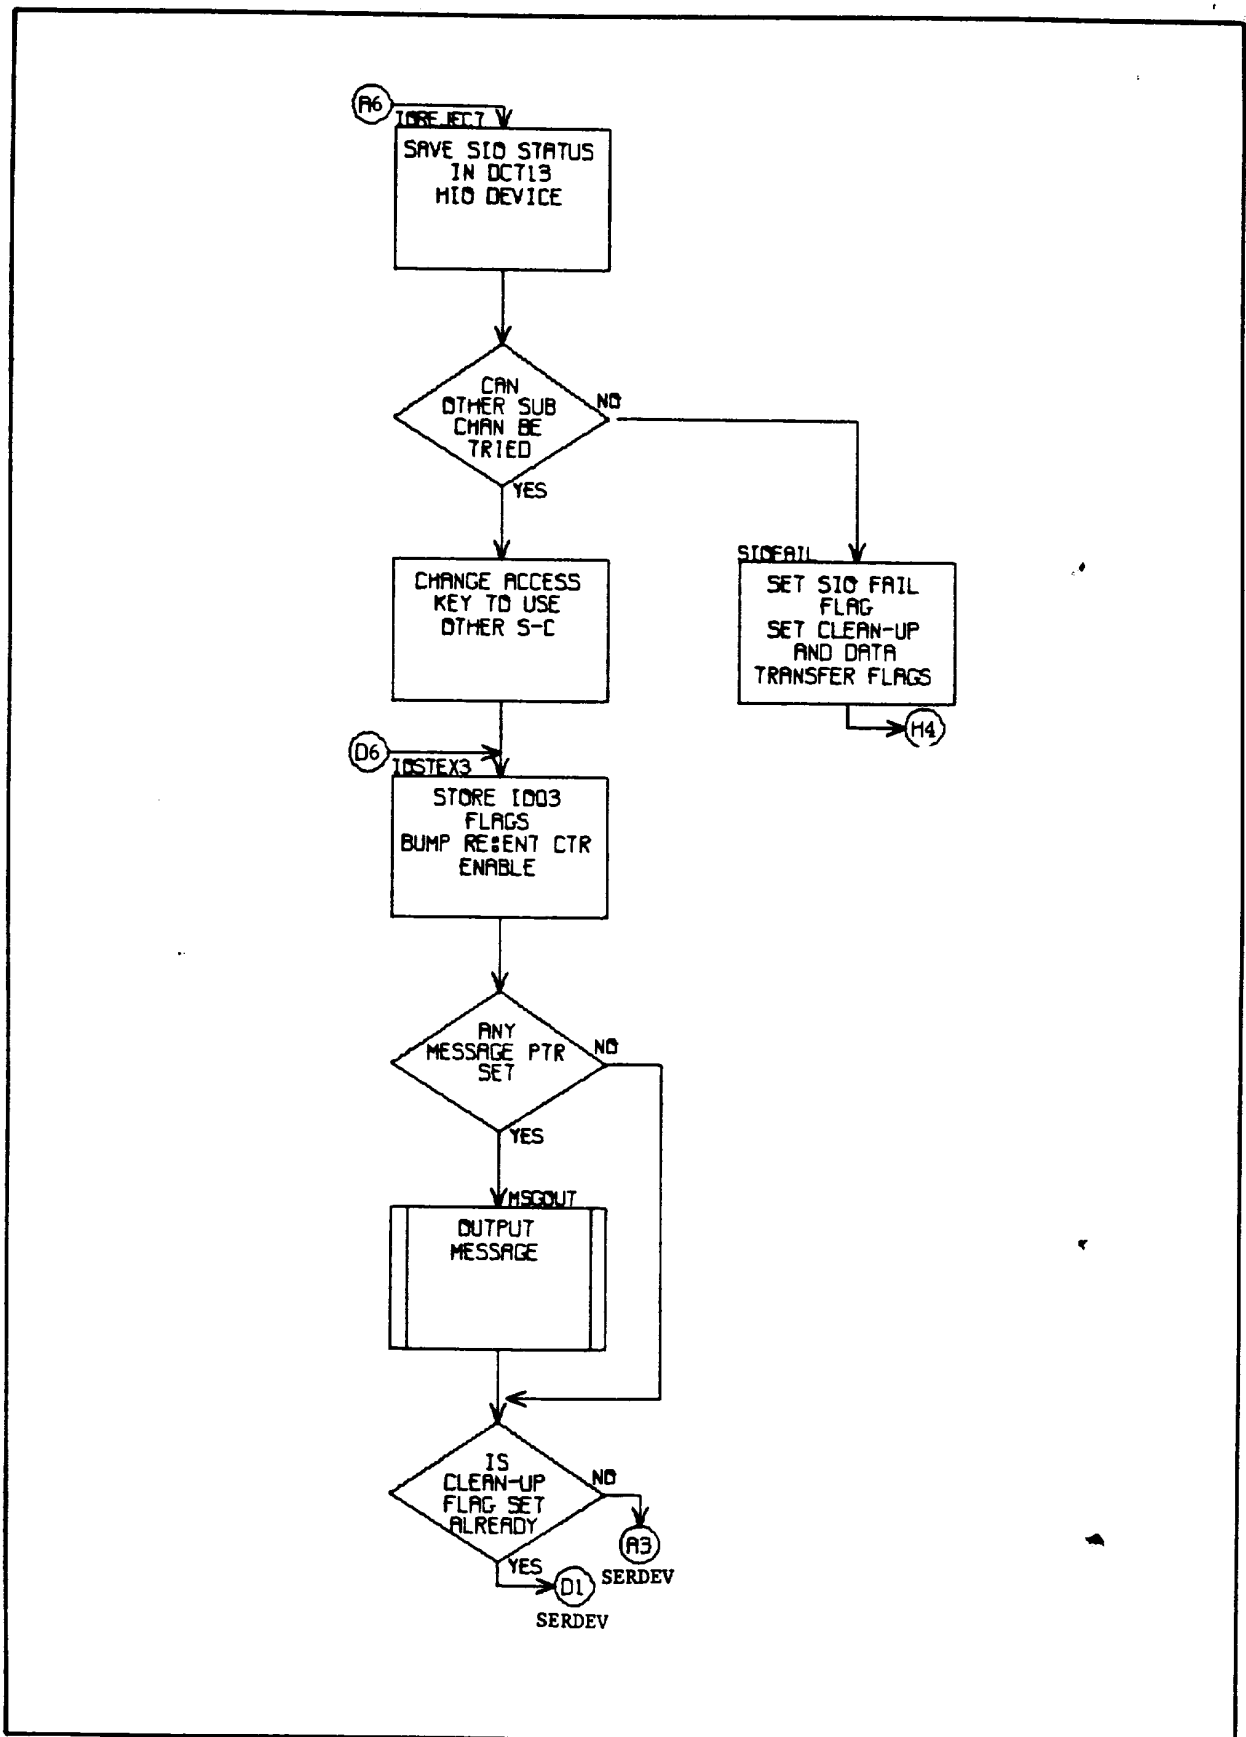 A6
IOREJECT
SAVE SIO STATUS
IN DCT13
HIO DEVICE
CAN
OTHER SUB
CHAN BE
TRIED
NO
YES
CHANGE ACCESS
KEY TO USE
OTHER S-C
SIOFAIL
SET SIO FAIL
FLAG
SET CLEAN-UP
AND DATA
TRANSFER FLAGS
H4
D6
IOSTEX3
STORE IOQ3
FLAGS
BUMP RE:ENT CTR
ENABLE
ANY
MESSAGE PTR
SET
NO
YES
MSGOUT
OUTPUT
MESSAGE
IS
CLEAN-UP
FLAG SET
ALREADY
NO
A3
SERDEV
YES
D1
SERDEV